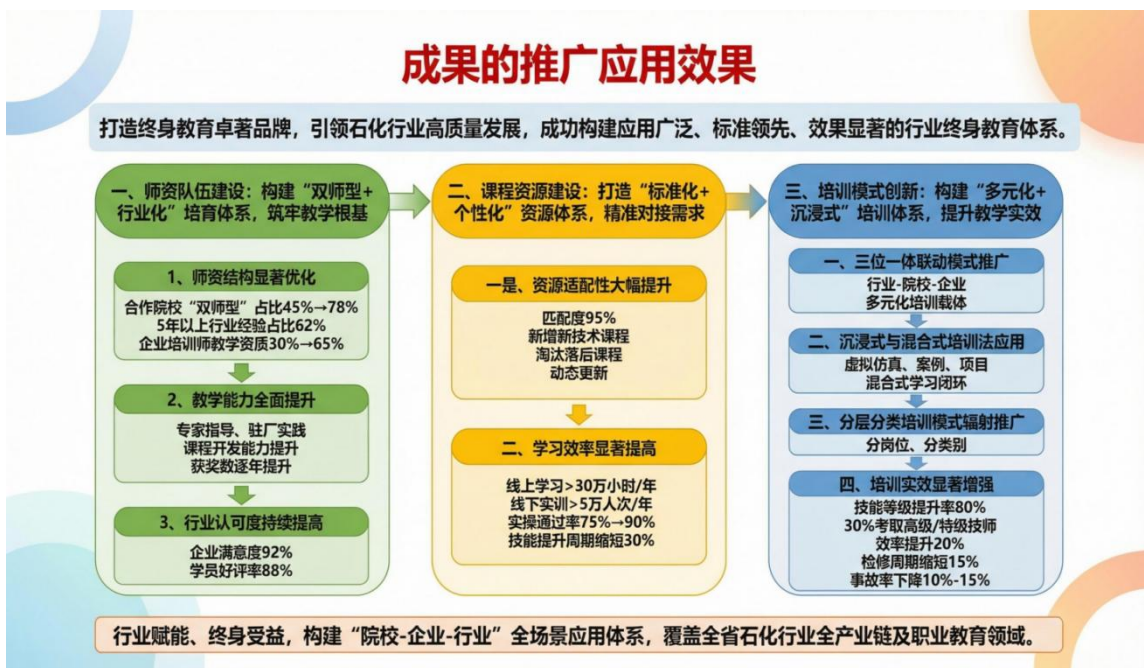 成果的推广应用效果
打造终身教育卓著品牌，引领石化行业高质量发展，成功构建应用广泛、标准领先、效果显著的行业终身教育体系。
一、师资队伍建设：构建“双师型+
行业化”培育体系，筑牢教学根基
1、师资结构显著优化
合作院校“双师型”占比45%→78%
5年以上行业经验占比62%
企业培训师教学资质30%→65%
2、教学能力全面提升
专家指导、驻厂实践
课程开发能力提升
获奖数逐年提升
3、行业认可度持续提高
企业满意度92%
学员好评率88%
二、课程资源建设：打造“标准化+
个性化”资源体系，精准对接需求
一是、资源适配性大幅提升
匹配度95%
新增新技术课程
淘汰落后课程
动态更新
二、学习效率显著提高
线上学习>30万小时/年
线下实训>5万人次/年
实操通过率75%→90%
技能提升周期缩短30%
三、培训模式创新：构建“多元化+
沉浸式”培训体系，提升教学实效
一、三位一体联动模式推广
行业-院校-企业
多元化培训载体
二、沉浸式与混合式培训法应用
虚拟仿真、案例、项目
混合式学习闭环
三、分层分类培训模式辐射推广
分岗位、分类别
四、培训实效显著增强
技能等级提升率80%
30%考取高级/特级技师
效率提升20%
检修周期缩短15%
事故率下降10%-15%
行业赋能、终身受益，构建“院校-企业-行业”全场景应用体系，覆盖全省石化行业全产业链及职业教育领域。